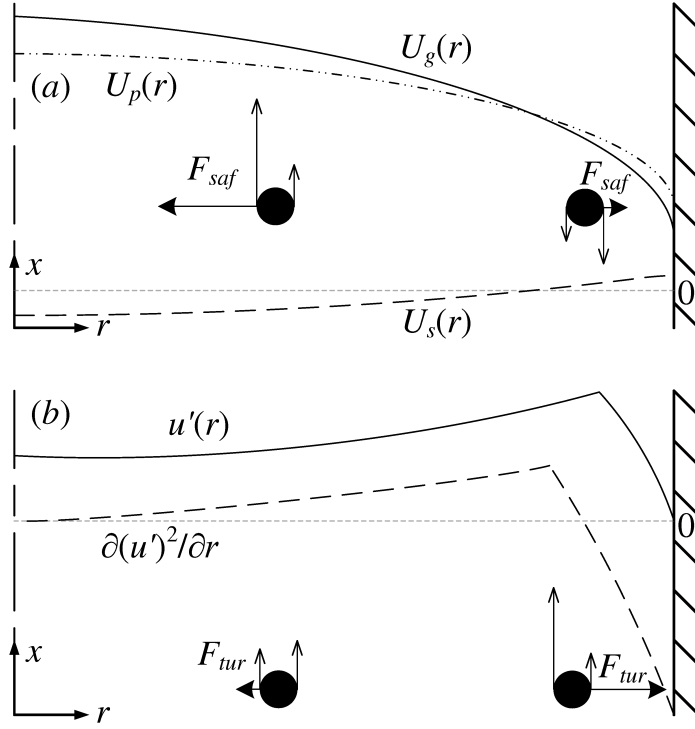 U_g(r)
(a) U_p(r)
F_saf F_saf
x
0
r U_s(r)
(b) u'(r)
0
∂(u')²/∂r
x F_tur F_tur
r